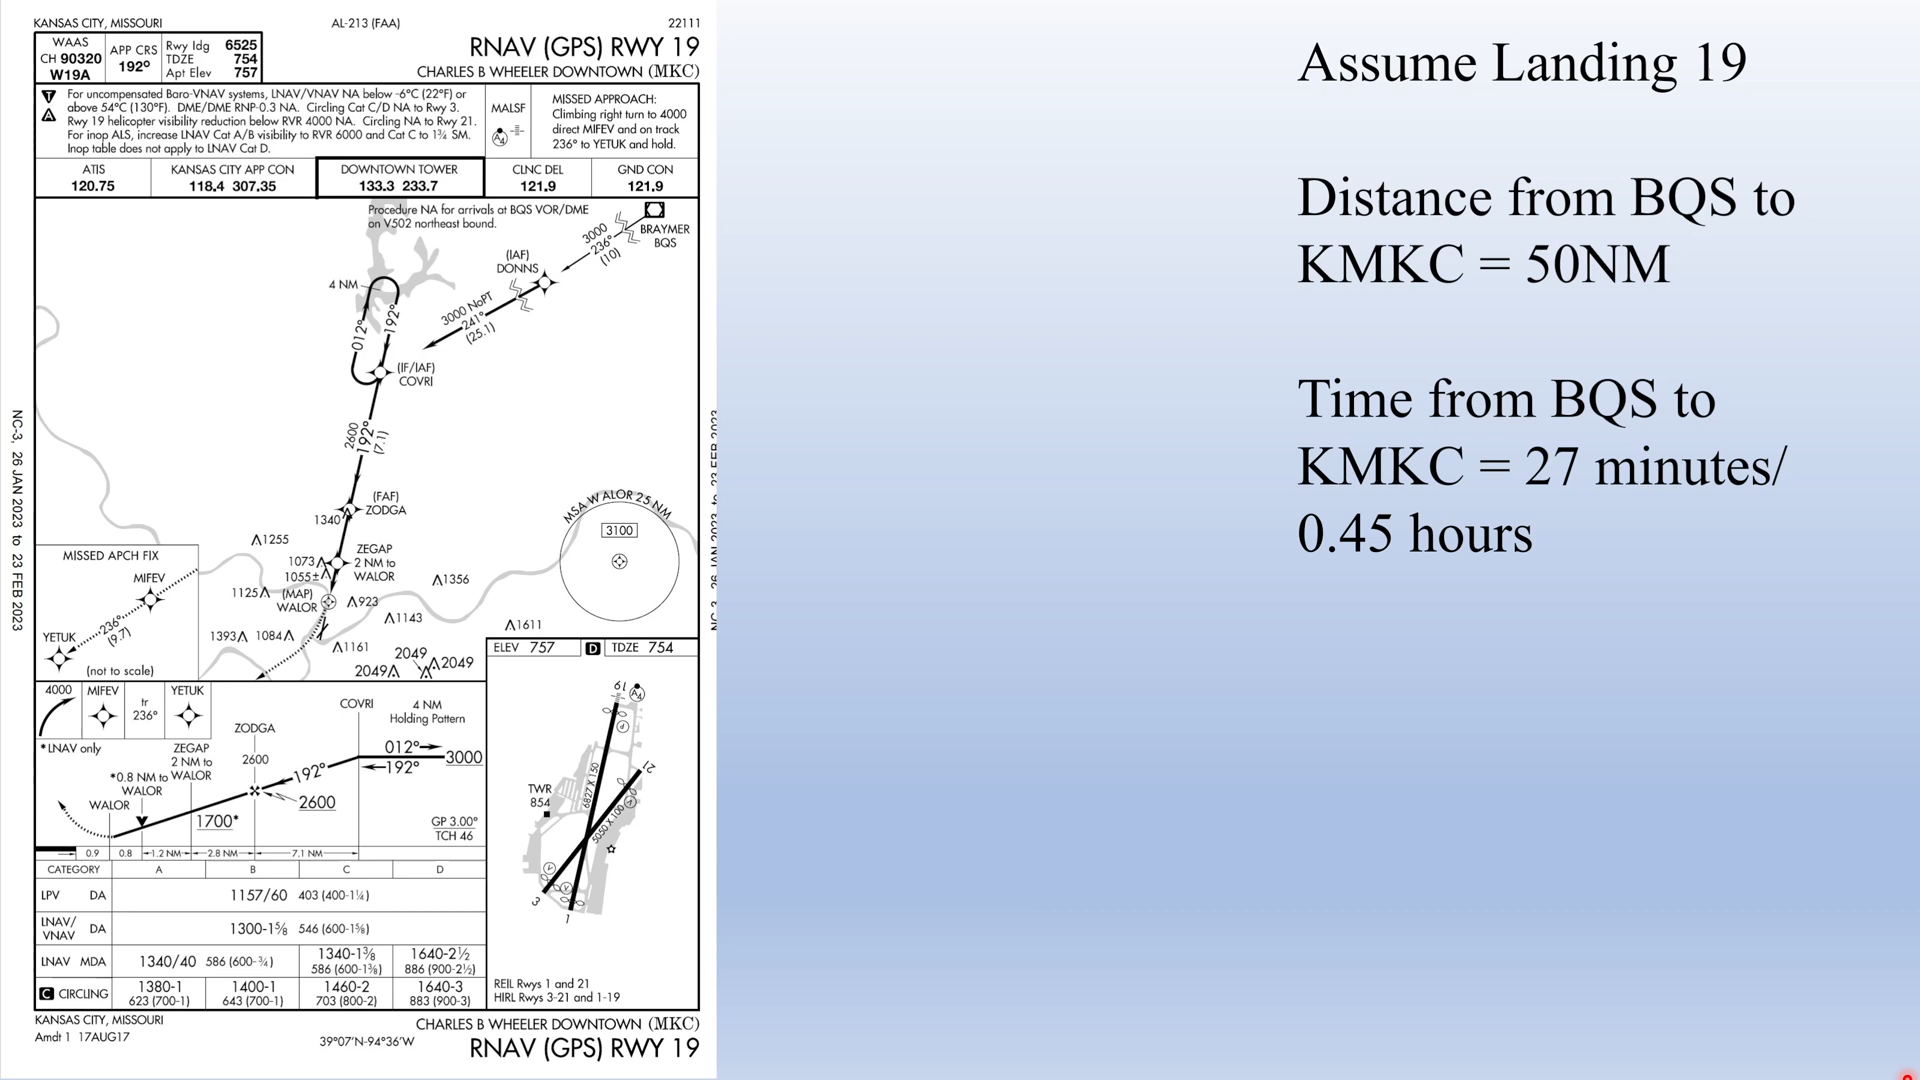 KANSAS CITY, MISSOURI
AL-213 (FAA)
22111
WAAS
CH 90320
W19A
APP CRS
192°
Rwy Idg 6525
TDZE 754
Apt Elev 757
RNAV (GPS) RWY 19
CHARLES B WHEELER DOWNTOWN (MKC)
T
A
For uncompensated Baro-VNAV systems, LNAV/VNAV NA below -6°C (22°F) or
above 54°C (130°F). DME/DME RNP-0.3 NA. Circling Cat C/D NA to Rwy 3.
Rwy 19 helicopter visibility reduction below RVR 4000 NA. Circling NA to Rwy 21.
For inop ALS, increase LNAV Cat A/B visibility to RVR 6000 and Cat C to 1¾ SM.
Inop table does not apply to LNAV Cat D.
MALSF
A4
MISSED APPROACH:
Climbing right turn to 4000
direct MIFEV and on track
236° to YETUK and hold.
ATIS
120.75
KANSAS CITY APP CON
118.4 307.35
DOWNTOWN TOWER
133.3 233.7
CLNC DEL
121.9
GND CON
121.9
Procedure NA for arrivals at BQS VOR/DME
on V502 northeast bound.
BRAYMER
BQS
3000
236°
(10)
(IAF)
DONNS
3000 NoPT
241°
(25.1)
4 NM
012°
192°
(IF/IAF)
COVRI
2600
192°
(7.1)
(FAF)
ZODGA
1340
1255
ZEGAP
2 NM to
WALOR
1073
1055±
1125
(MAP)
WALOR
923
1356
1143
1393
1084
1161
1611
2049
2049
2049
MSA WALOR 25 NM
3100
MISSED APCH FIX
MIFEV
YETUK
236°
(9.7)
(not to scale)
NC-3, 26 JAN 2023 to 23 FEB 2023
NC-3, 26 JAN 2023 to 23 FEB 2023
ELEV 757
D
TDZE 754
19
A4
P
21
6827 X 150
5050 X 100
V
TWR
854
V
V
3
1
REIL Rwys 1 and 21
HIRL Rwys 3-21 and 1-19
4000
MIFEV
tr
236°
YETUK
*LNAV only
COVRI
4 NM
Holding Pattern
ZODGA
2600
012°
192°
3000
192°
2600
ZEGAP
2 NM to
WALOR
*0.8 NM to
WALOR
WALOR
1700*
GP 3.00°
TCH 46
0.9
0.8
1.2 NM
2.8 NM
7.1 NM
CATEGORY A B C D
LPV DA 1157/60 403 (400-1¼)
LNAV/
VNAV DA 1300-1⅝ 546 (600-1⅝)
LNAV MDA 1340/40 586 (600-¾)
1340-1⅜
586 (600-1⅜)
1640-2½
886 (900-2½)
C CIRCLING
1380-1
623 (700-1)
1400-1
643 (700-1)
1460-2
703 (800-2)
1640-3
883 (900-3)
KANSAS CITY, MISSOURI
Amdt 1 17AUG17
39°07'N-94°36'W
CHARLES B WHEELER DOWNTOWN (MKC)
RNAV (GPS) RWY 19
Assume Landing 19
Distance from BQS to
KMKC = 50NM
Time from BQS to
KMKC = 27 minutes/
0.45 hours